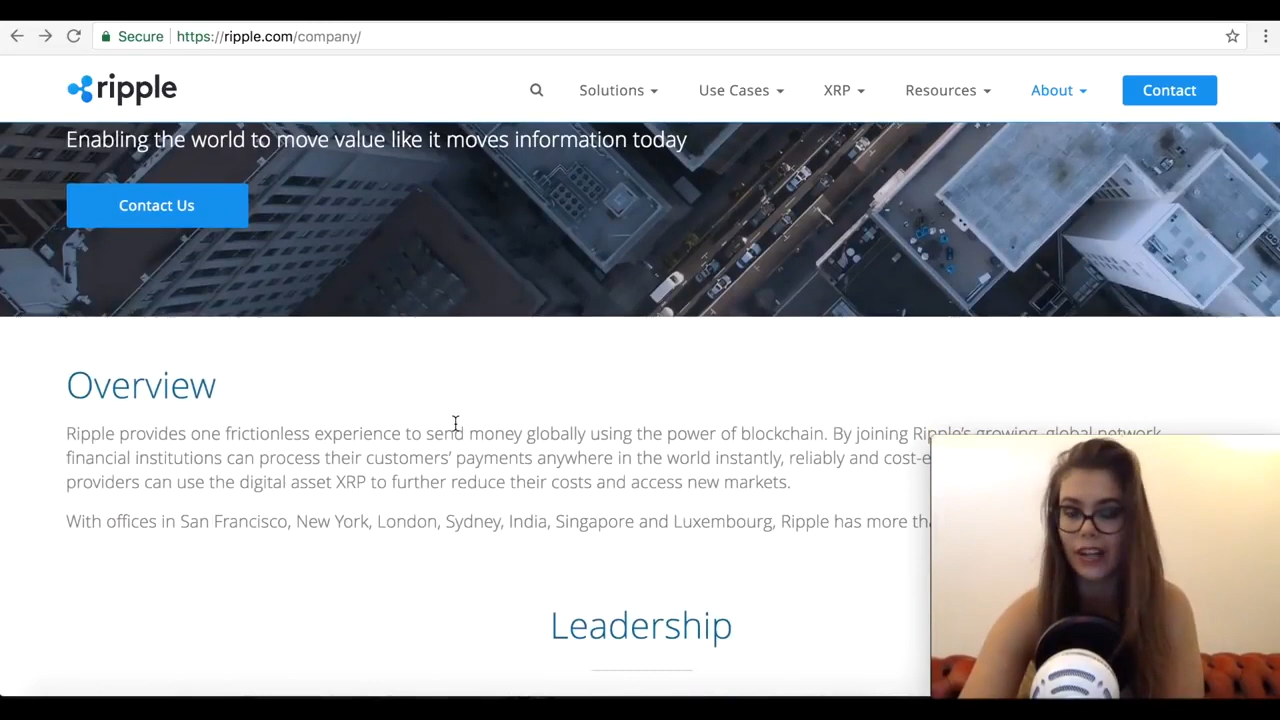 Secure
https://ripple.com/company/
ripple
Solutions
Use Cases
XRP
Resources
About
Contact
Enabling the world to move value like it moves information today
Contact Us
Overview
Ripple provides one frictionless experience to send money globally using the power of blockchain. By joining Ripple's growing, global network,
financial institutions can process their customers' payments anywhere in the world instantly, reliably and cost-e
providers can use the digital asset XRP to further reduce their costs and access new markets.
With offices in San Francisco, New York, London, Sydney, India, Singapore and Luxembourg, Ripple has more
Leadership